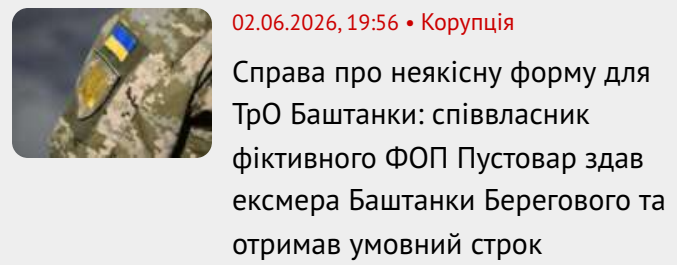 02.06.2026, 19:56 • Корупція
Справа про неякісну форму для
ТрО Баштанки: співвласник
фіктивного ФОП Пустовар здав
ексмера Баштанки Берегового та
отримав умовний строк